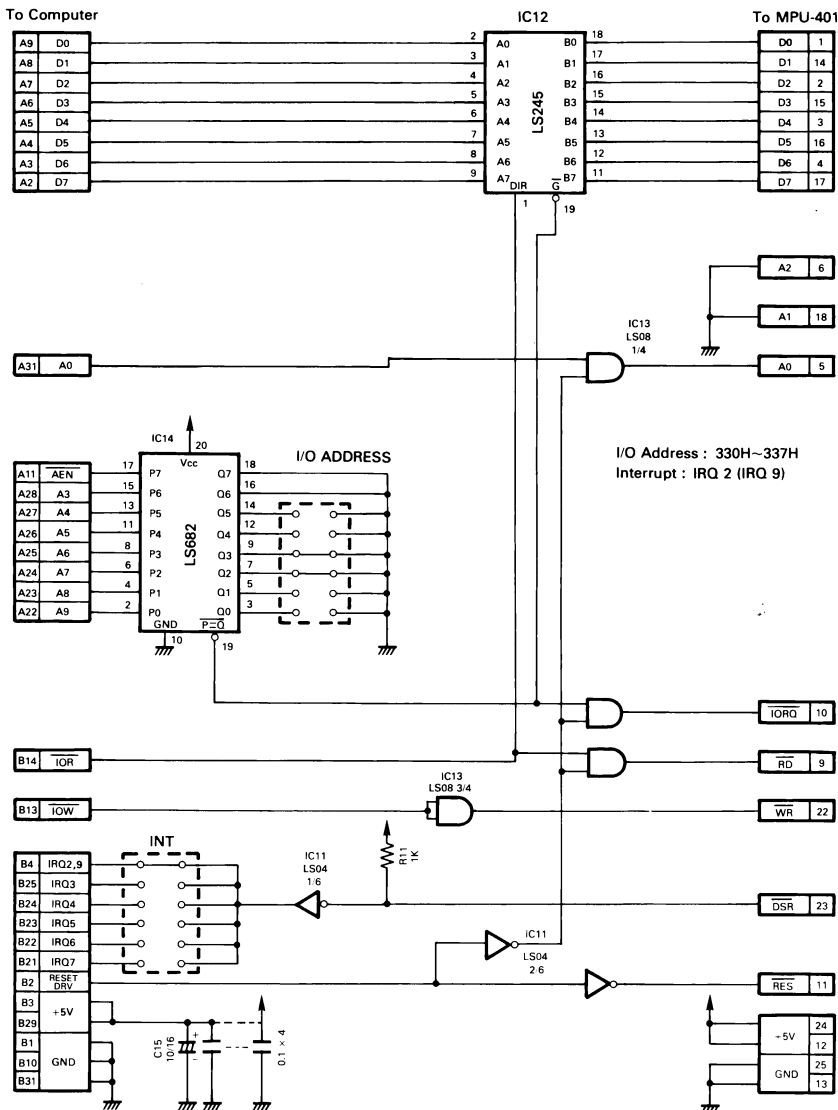 To Computer
IC12
To MPU-401
A9 D0
A8 D1
A7 D2
A6 D3
A5 D4
A4 D5
A3 D6
A2 D7
2 A0 B0 18
3 A1 B1 17
4 A2 B2 16
5 A3 B3 15
6 A4 B4 14
7 A5 B5 13
8 A6 B6 12
9 A7 B7 11
LS245
DIR G
1 19
D0 1
D1 14
D2 2
D3 15
D4 3
D5 16
D6 4
D7 17
A2 6
A1 18
IC13
LS08
1/4
A31 A0
A0 5
IC14
20
Vcc
I/O ADDRESS
I/O Address : 330H~337H
Interrupt : IRQ 2 (IRQ 9)
A11 AEN 17 P7 Q7 18
A28 A3 15 P6 Q6 16
A27 A4 13 P5 Q5 14
A26 A5 11 P4 Q4 12
A25 A6 8 P3 Q3 9
A24 A7 6 P2 Q2 7
A23 A8 4 P1 Q1 5
A22 A9 2 P0 Q0 3
LS682
GND P=Q
10 19
IORQ 10
B14 IOR
RD 9
IC13
LS08 3/4
B13 IOW
WR 22
INT
R11
1K
IC11
LS04
1/6
B4 IRQ2,9
B25 IRQ3
B24 IRQ4
B23 IRQ5
B22 IRQ6
B21 IRQ7
B2 RESET DRV
B3
+5V
B29
B1
B10 GND
B31
DSR 23
IC11
LS04
2/6
RES 11
C15
10/16
+
-
0.1 × 4
24
+5V
12
25
GND
13